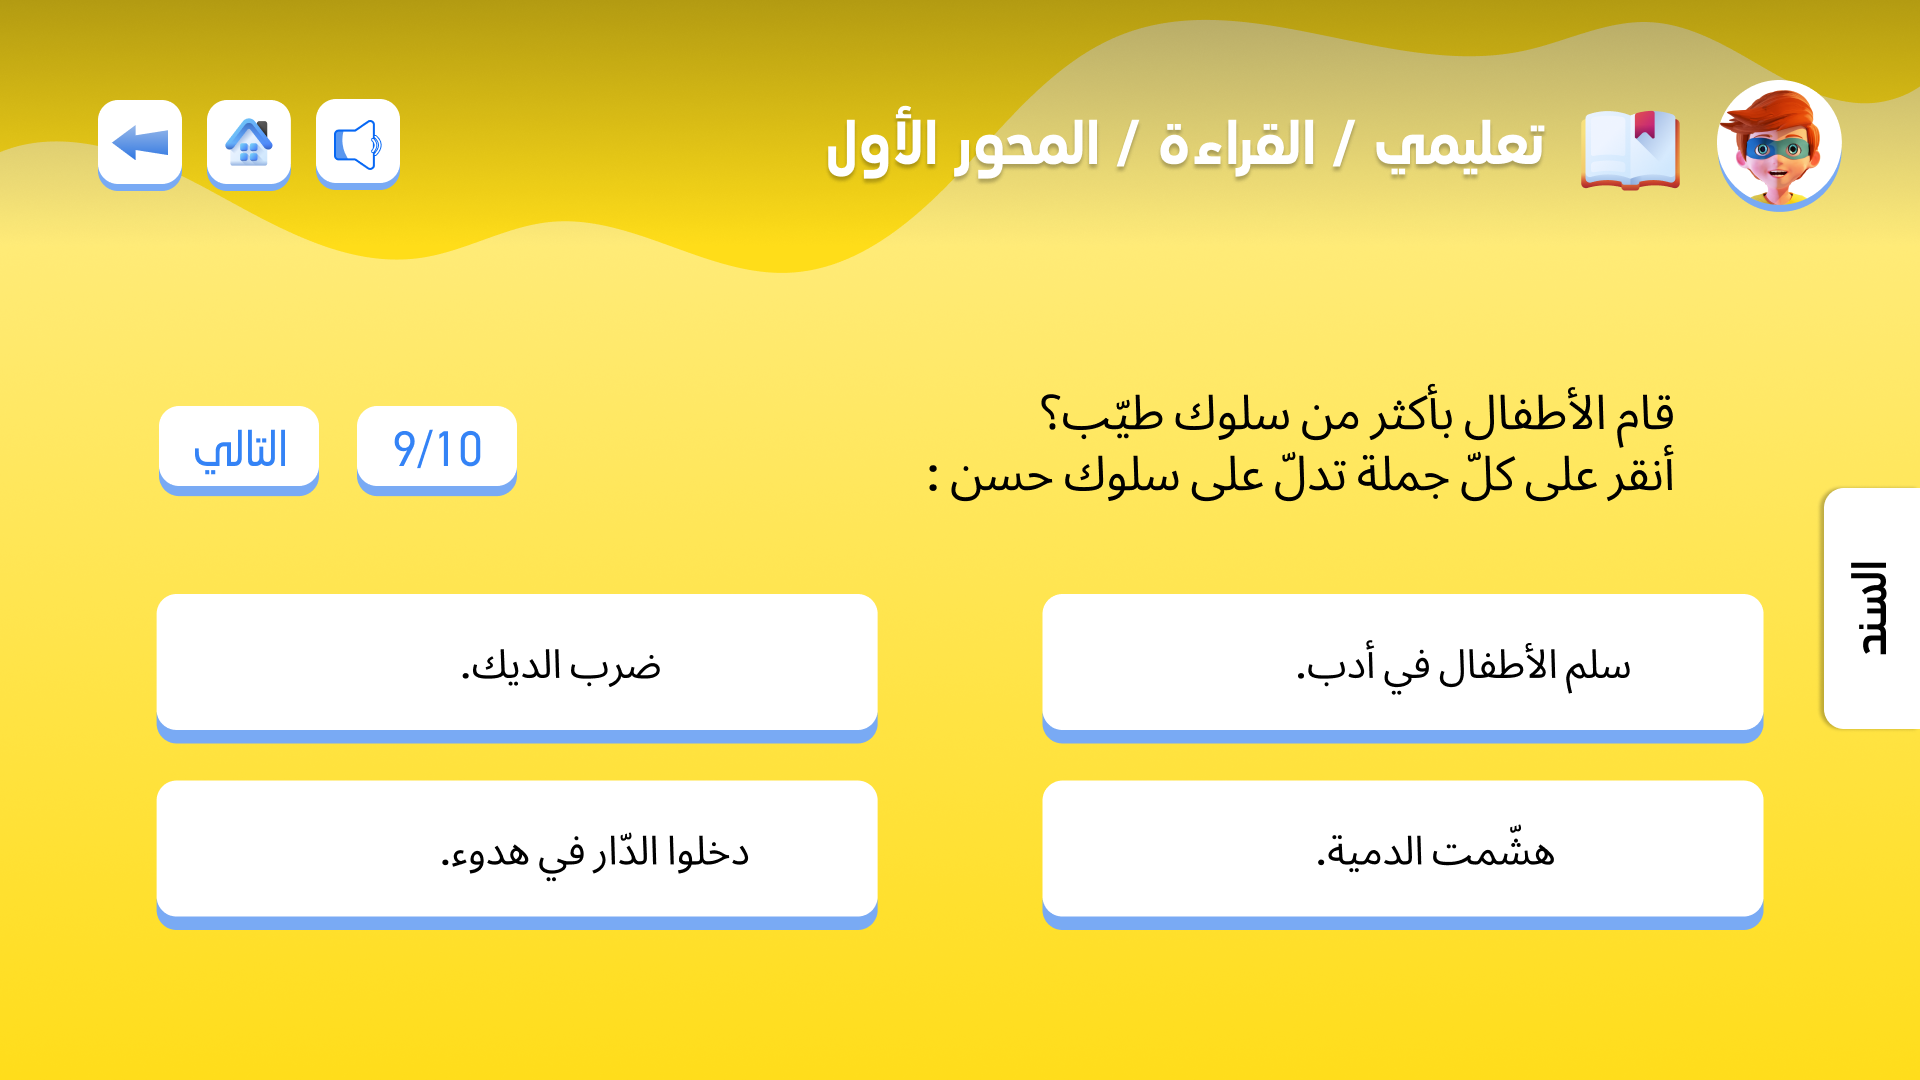 تعليمي / القراءة / المحور الأول
قام الأطفال بأكثر من سلوك طيّب؟
أنقر على كلّ جملة تدلّ على سلوك حسن :
9/10
التالي
السند
سلم الأطفال في أدب.
ضرب الديك.
هشّمت الدمية.
دخلوا الدّار في هدوء.